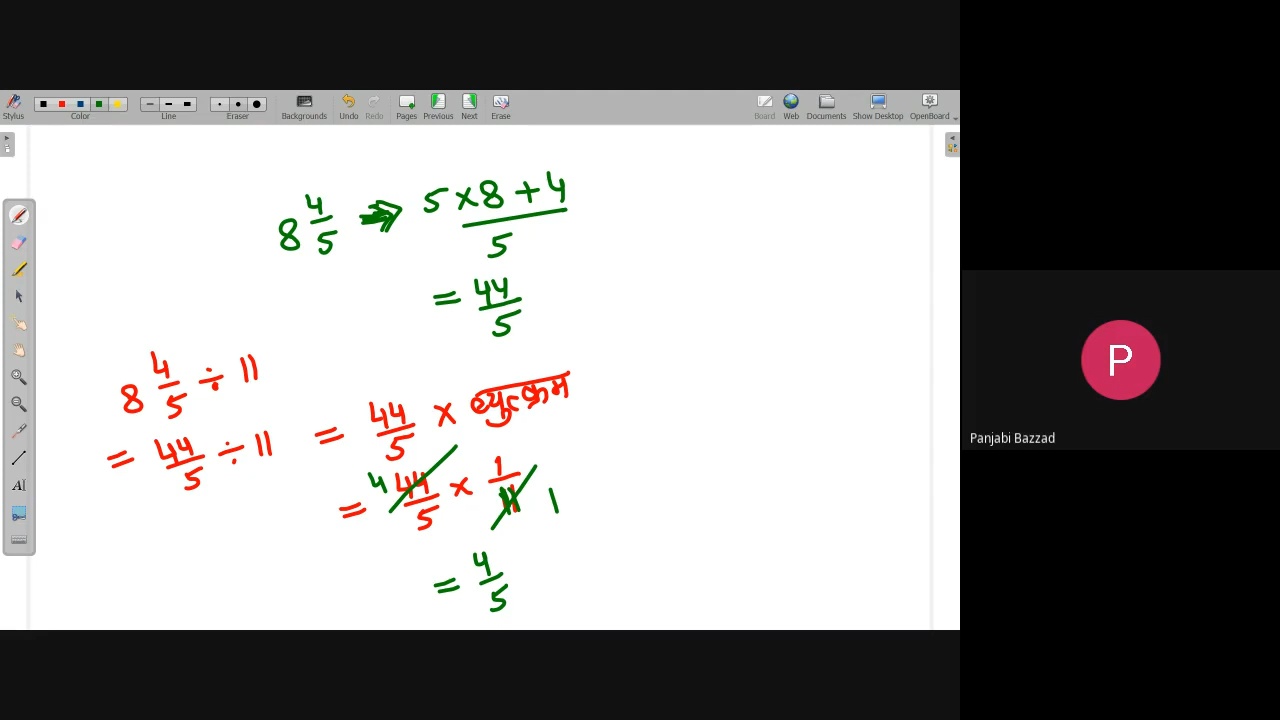 Stylus Color Line Eraser Backgrounds Undo Redo Pages Previous Next Erase Board Web Documents Show Desktop OpenBoard
8 4/5 ⇒ (5 × 8 + 4)/5
= 44/5
8 4/5 ÷ 11
= 44/5 ÷ 11
= 44/5 × व्युत्क्रम
= 4 44/5 × 1/11 1
= 4/5
P
Panjabi Bazzad